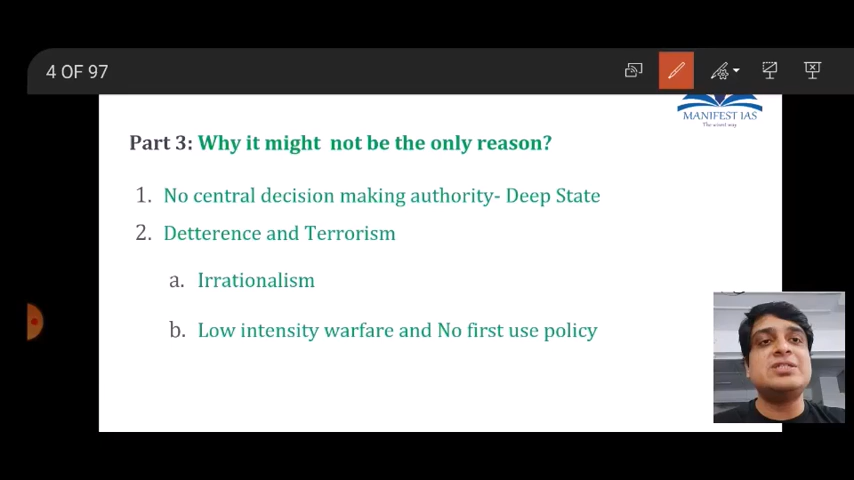 4 OF 97
MANIFEST IAS
Part 3: Why it might not be the only reason?
1. No central decision making authority- Deep State
2. Detterence and Terrorism
a. Irrationalism
b. Low intensity warfare and No first use policy